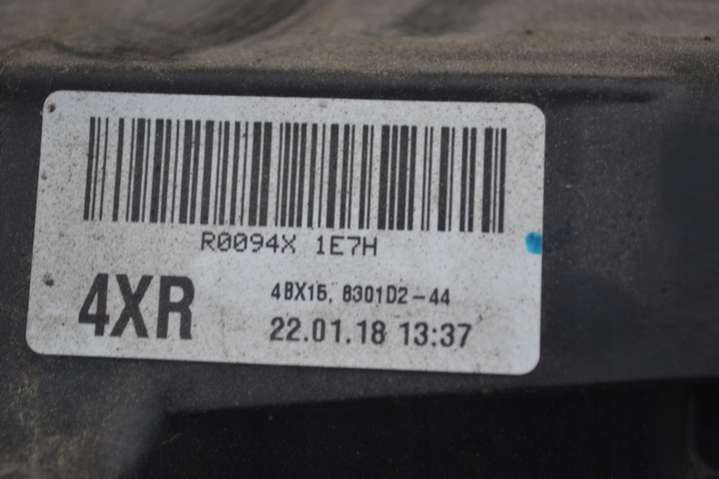 R0094X 1E7H
4XR
4BX15, 8301D2-44
22.01.18 13:37